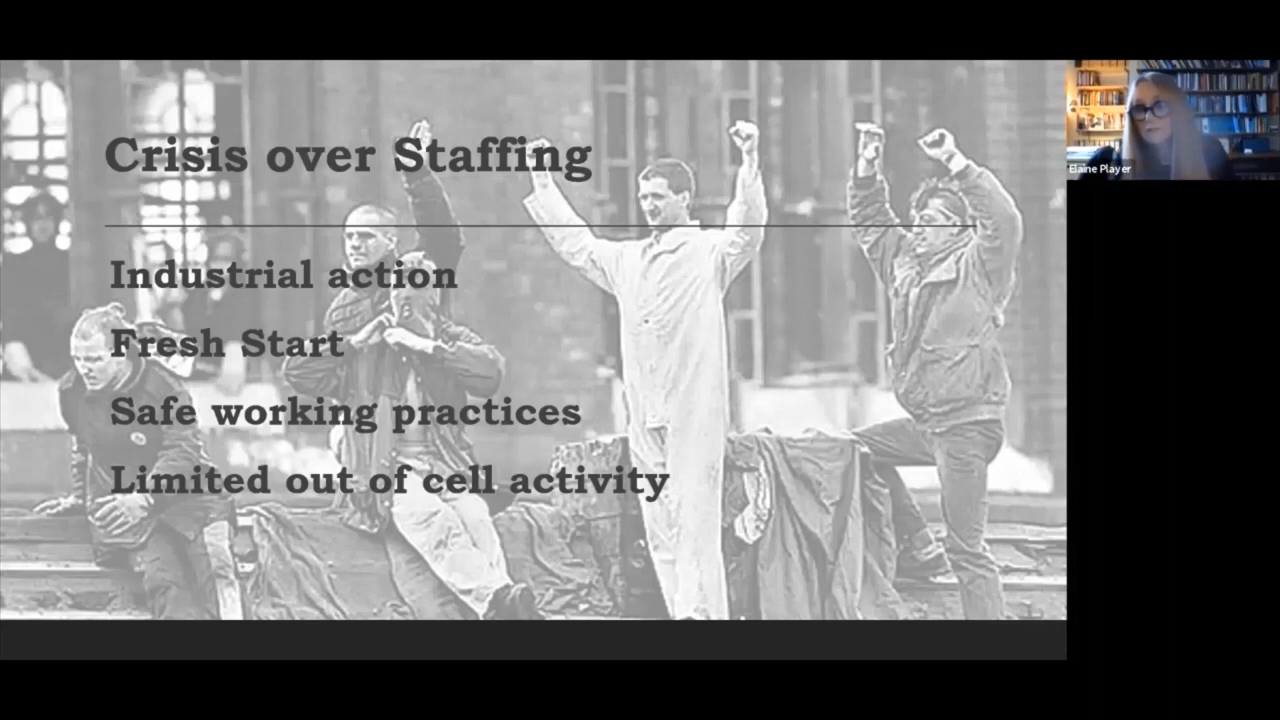 Crisis over Staffing
Industrial action
Fresh Start
Safe working practices
Limited out of cell activity
Elaine Player